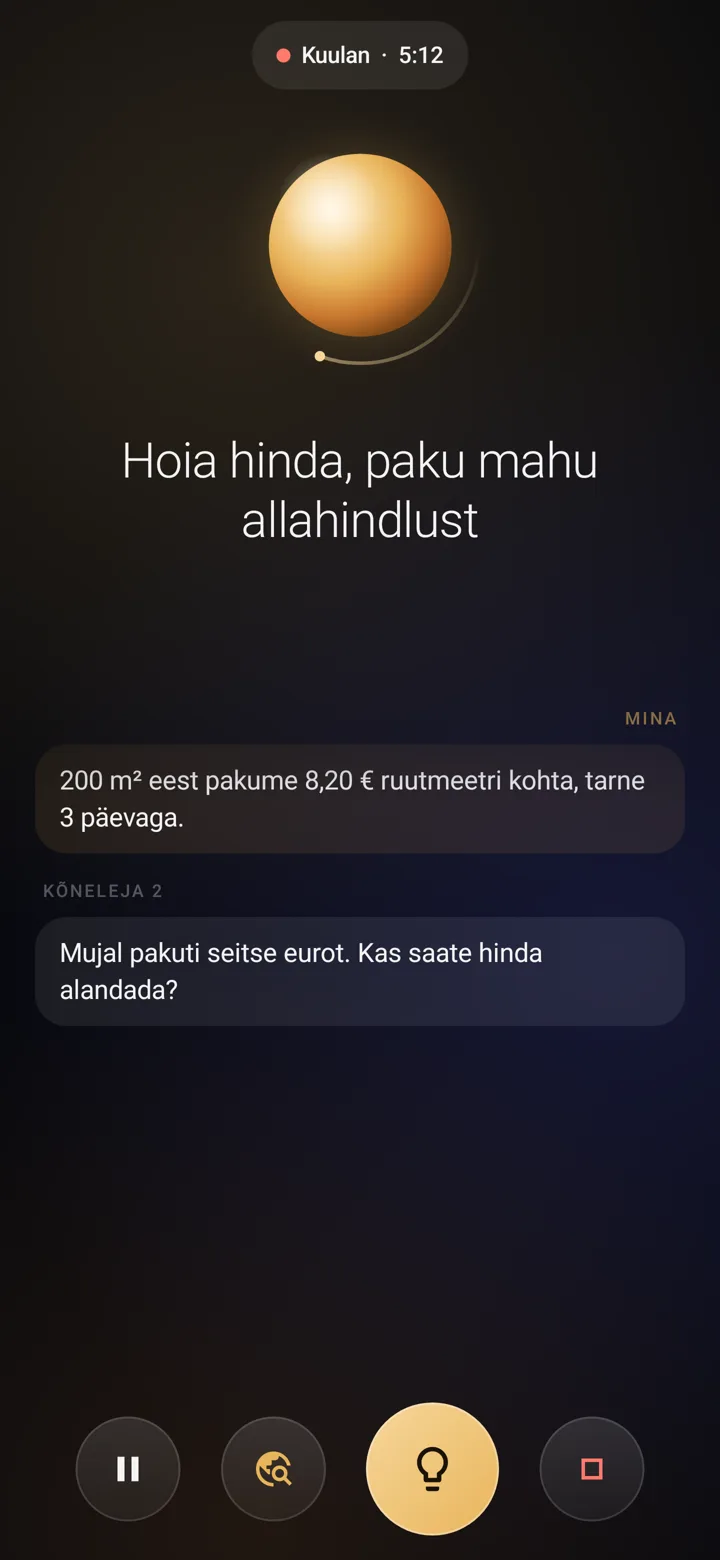 Kuulan · 5:12
Hoia hinda, paku mahu
allahindlust
MINA
200 m² eest pakume 8,20 € ruutmeetri kohta, tarne
3 päevaga.
KÕNELEJA 2
Mujal pakuti seitse eurot. Kas saate hinda
alandada?